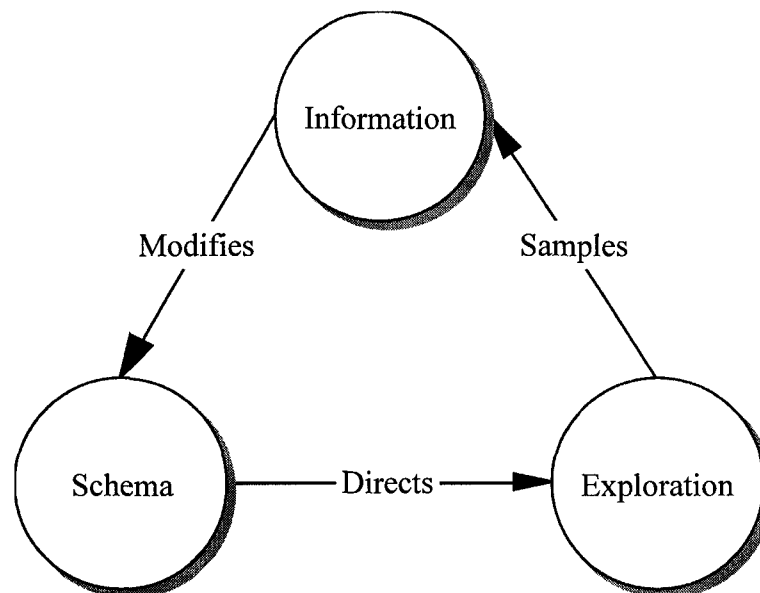 Information
Modifies
Samples
Schema
Directs
Exploration